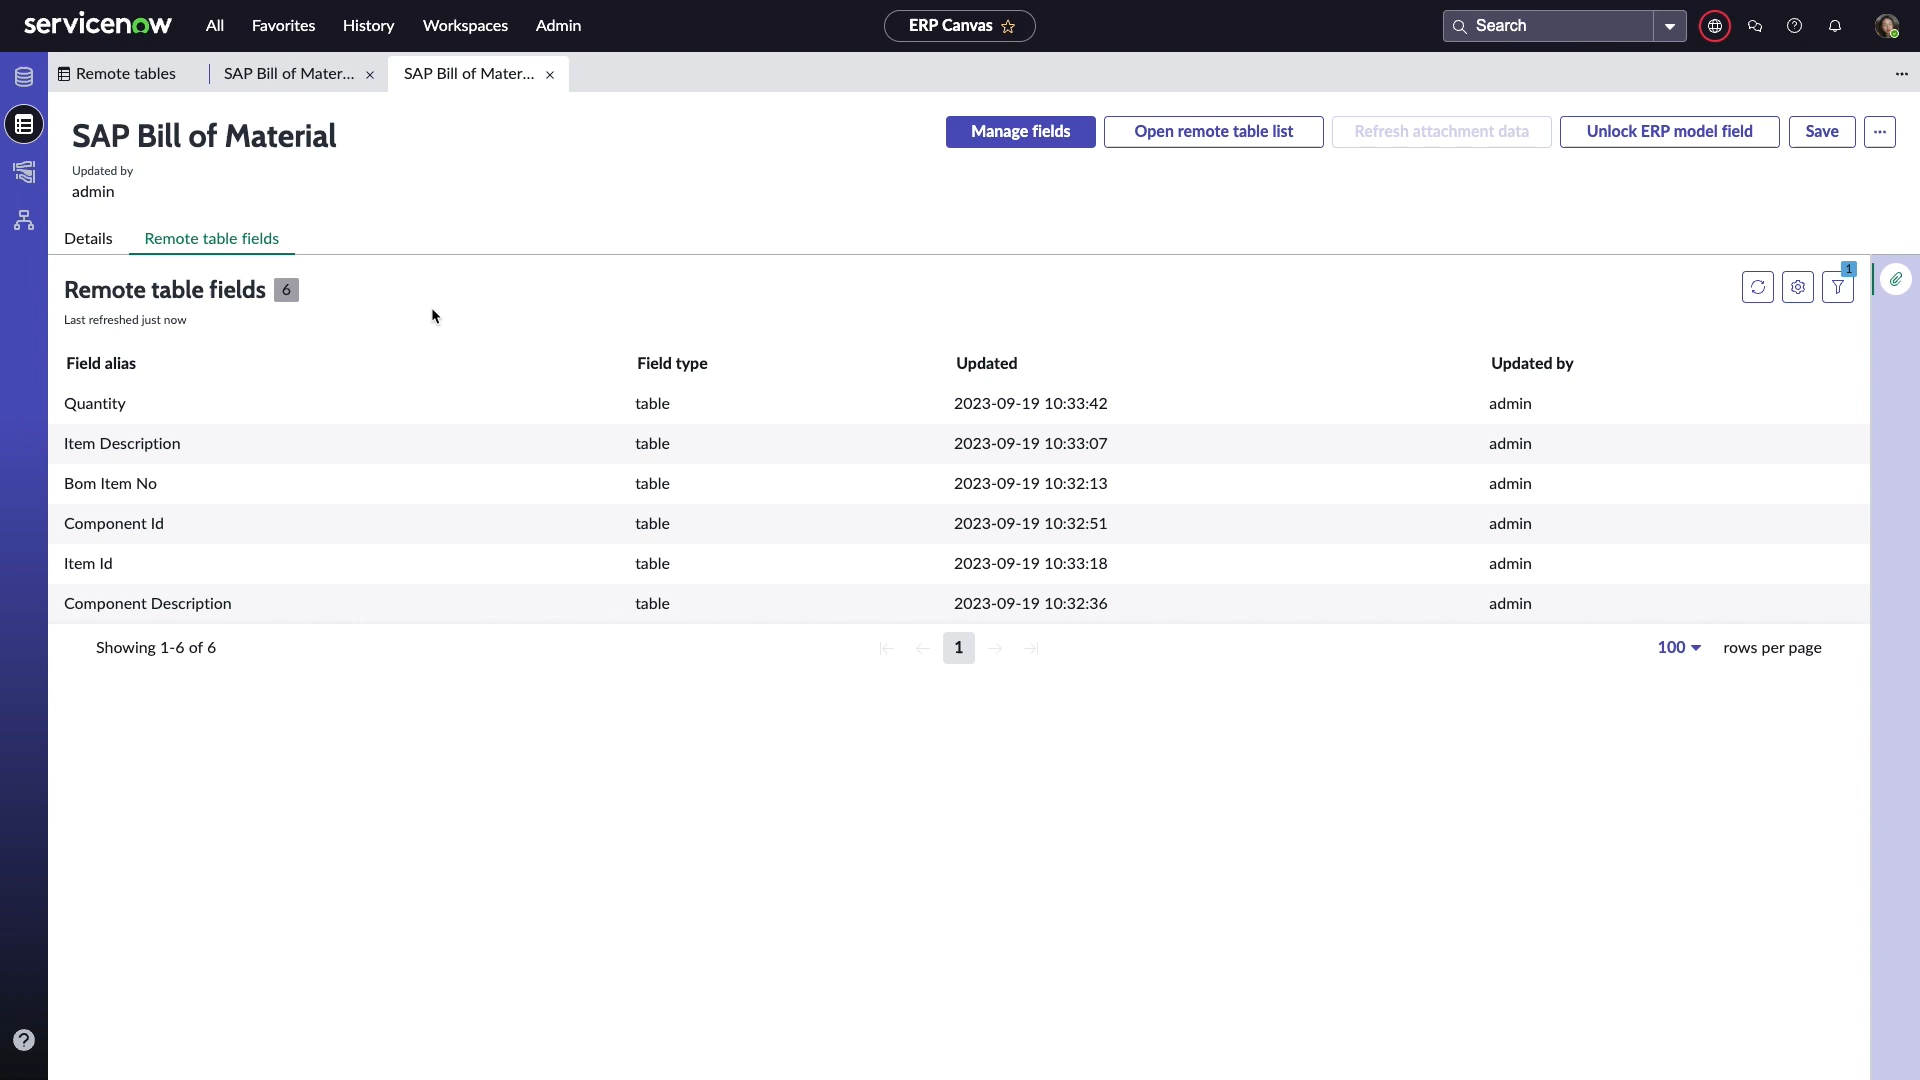 servicenow All Favorites History Workspaces Admin ERP Canvas Search
Remote tables SAP Bill of Mater... SAP Bill of Mater...
SAP Bill of Material
Manage fields Open remote table list Refresh attachment data Unlock ERP model field Save
Updated by
admin
Details Remote table fields
Remote table fields 6
1
Last refreshed just now
Field alias Field type Updated Updated by
Quantity table 2023-09-19 10:33:42 admin
Item Description table 2023-09-19 10:33:07 admin
Bom Item No table 2023-09-19 10:32:13 admin
Component Id table 2023-09-19 10:32:51 admin
Item Id table 2023-09-19 10:33:18 admin
Component Description table 2023-09-19 10:32:36 admin
Showing 1-6 of 6 1 100 rows per page